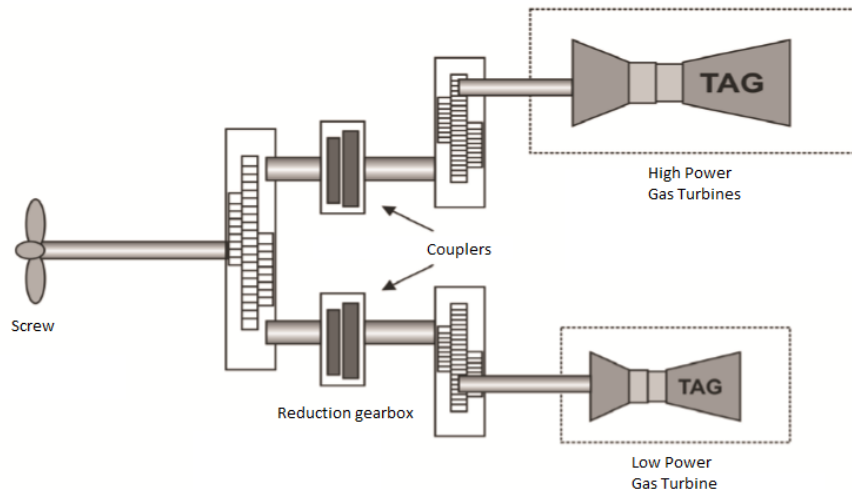 TAG
High Power
Gas Turbines
Couplers
Screw
TAG
Reduction gearbox
Low Power
Gas Turbine